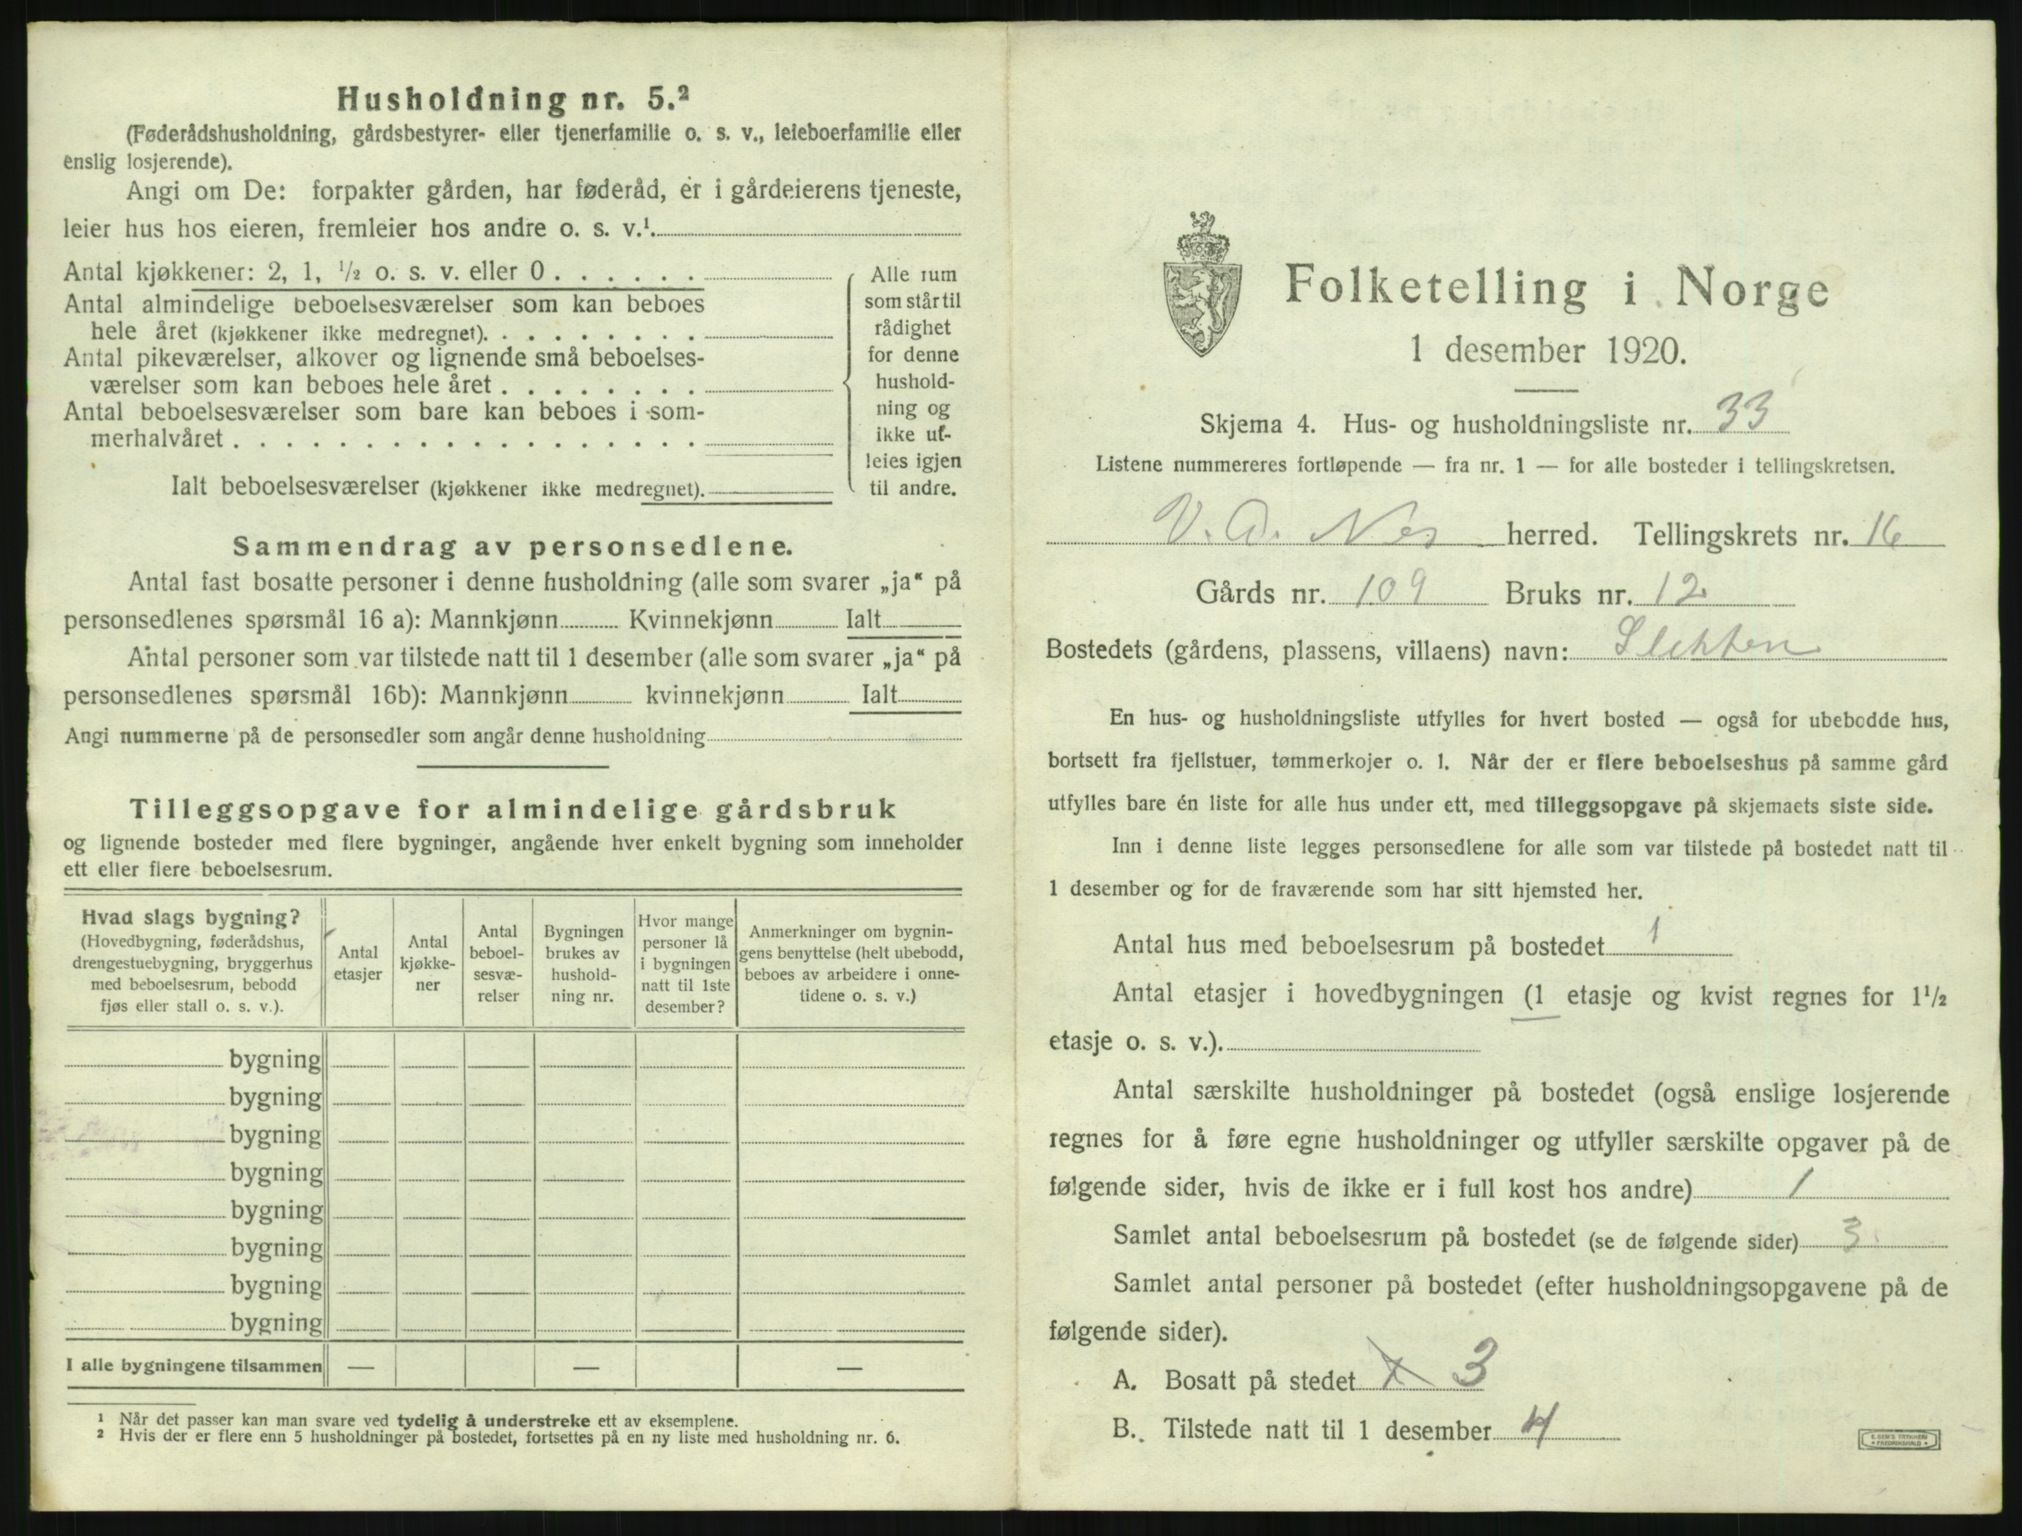 Husholdning nr. 5.²
(Føderådshusholdning, gårdsbestyrer- eller tjenerfamilie o. s. v., leieboerfamilie eller
enslig losjerende).
Angi om De: forpakter gården, har føderåd, er i gårdeierens tjeneste,
leier hus hos eieren, fremleier hos andre o. s. v.¹
Antal kjøkkener: 2, 1, ½ o. s. v. eller 0 . . . . . .
Antal almindelige beboelsesværelser som kan beboes
hele året (kjøkkener ikke medregnet). . . . . . . . .
Antal pikeværelser, alkover og lignende små beboelses-
værelser som kan beboes hele året . . . . . . . .
Antal beboelsesværelser som bare kan beboes i som-
merhalvåret . . . . . . . . . . . . . . . . . .
Ialt beboelsesværelser (kjøkkener ikke medregnet).
Alle rum
som står til
rådighet
for denne
hushold-
ning og
ikke ut-
leies igjen
til andre.
Sammendrag av personsedlene.
Antal fast bosatte personer i denne husholdning (alle som svarer „ja“ på
personsedlenes spørsmål 16 a): Mannkjønn Kvinnekjønn Ialt
Antal personer som var tilstede natt til 1 desember (alle som svarer „ja“ på
personsedlenes spørsmål 16b): Mannkjønn kvinnekjønn Ialt
Angi nummerne på de personsedler som angår denne husholdning
Tilleggsopgave for almindelige gårdsbruk
og lignende bosteder med flere bygninger, angående hver enkelt bygning som inneholder
ett eller flere beboelsesrum.
Hvad slags bygning?
(Hovedbygning, føderådshus,
drengestuebygning, bryggerhus
med beboelsesrum, bebodd
fjøs eller stall o. s. v.).
Antal
etasjer
Antal
kjøkke-
ner
Antal
beboel-
sesvæ-
relser
Bygningen
brukes av
hushold-
ning nr.
Hvor mange
personer lå
i bygningen
natt til 1ste
desember?
Anmerkninger om bygnin-
gens benyttelse (helt ubebodd,
beboes av arbeidere i onne-
tidene o. s. v.)
bygning
bygning
bygning
bygning
bygning
bygning
bygning
bygning
I alle bygningene tilsammen — — —
¹ Når det passer kan man svare ved tydelig å understreke ett av eksemplene.
² Hvis der er flere enn 5 husholdninger på bostedet, fortsettes på en ny liste med husholdning nr. 6.
Folketelling i Norge
1 desember 1920.
Skjema 4. Hus- og husholdningsliste nr. 33
Listene nummereres fortløpende — fra nr. 1 — for alle bosteder i tellingskretsen.
Nes herred. Tellingskrets nr. 16
Gårds nr. 109 Bruks nr. 12
Bostedets (gårdens, plassens, villaens) navn: Sletten
En hus- og husholdningsliste utfylles for hvert bosted — også for ubebodde hus,
bortsett fra fjellstuer, tømmerkojer o. l. Når der er flere beboelseshus på samme gård
utfylles bare én liste for alle hus under ett, med tilleggsopgave på skjemaets siste side.
Inn i denne liste legges personsedlene for alle som var tilstede på bostedet natt til
1 desember og for de fraværende som har sitt hjemsted her.
Antal hus med beboelsesrum på bostedet 1
Antal etasjer i hovedbygningen (1 etasje og kvist regnes for 1½
etasje o. s. v.).
Antal særskilte husholdninger på bostedet (også enslige losjerende
regnes for å føre egne husholdninger og utfyller særskilte opgaver på de
følgende sider, hvis de ikke er i full kost hos andre) 1
Samlet antal beboelsesrum på bostedet (se de følgende sider) 3
Samlet antal personer på bostedet (efter husholdningsopgavene på de
følgende sider).
A. Bosatt på stedet 3
B. Tilstede natt til 1 desember 4
E. SEM'S TRYKKERI
FREDRIKSHALD